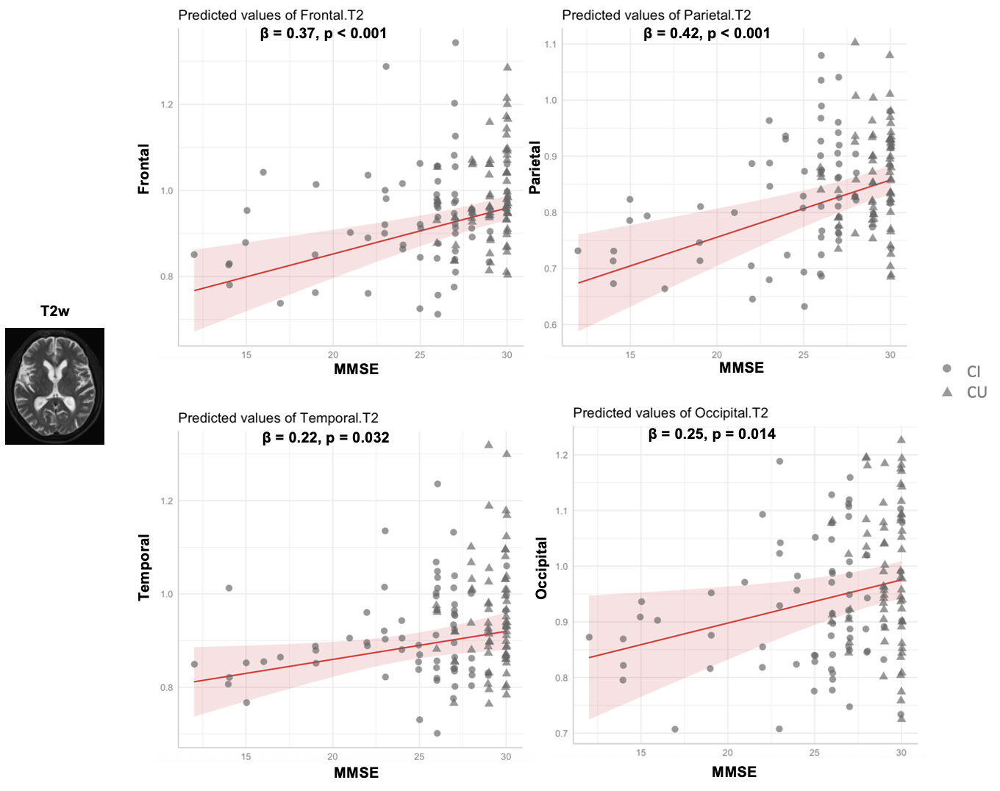 Predicted values of Frontal.T2
β = 0.37, p < 0.001
1.2
1.0
0.8
Frontal
15 20 25 30
MMSE
Predicted values of Parietal.T2
β = 0.42, p < 0.001
1.1
1.0
0.9
0.8
0.7
0.6
Parietal
15 20 25 30
MMSE
T2w
CI
CU
Predicted values of Temporal.T2
β = 0.22, p = 0.032
1.2
1.0
0.8
Temporal
15 20 25 30
MMSE
Predicted values of Occipital.T2
β = 0.25, p = 0.014
1.2
1.1
1.0
0.9
0.8
0.7
Occipital
15 20 25 30
MMSE